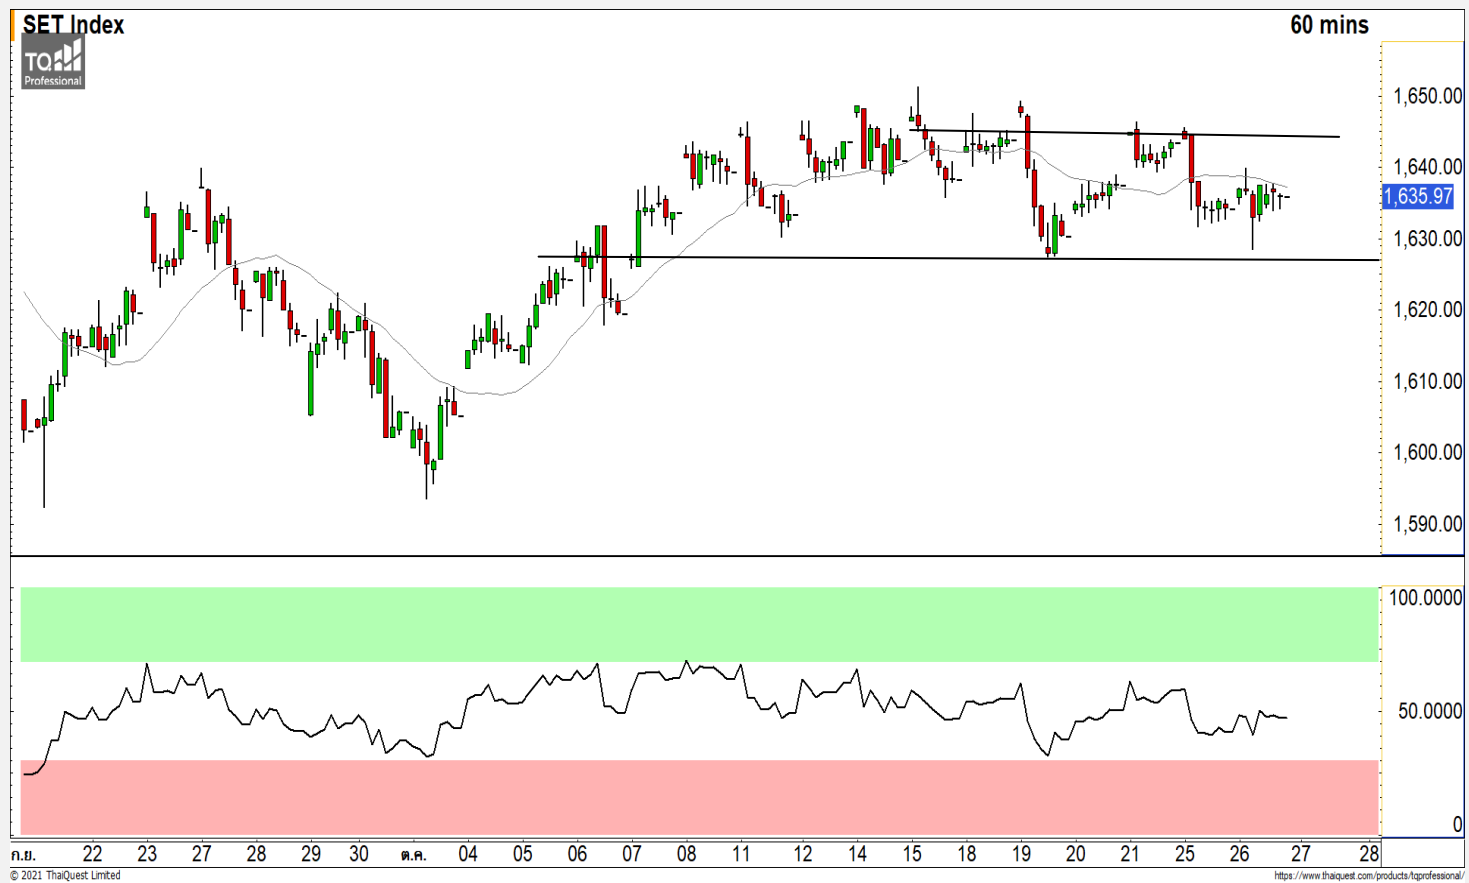 SET Index
60 mins
TQ
Professional
1,650.00
1,640.00
1,635.97
1,630.00
1,620.00
1,610.00
1,600.00
1,590.00
100.0000
50.0000
0
ก.ย. 22 23 27 28 29 30 ต.ค. 04 05 06 07 08 11 12 14 15 18 19 20 21 25 26 27 28
© 2021 ThaiQuest Limited
https://www.thaiquest.com/products/tqprofessional/